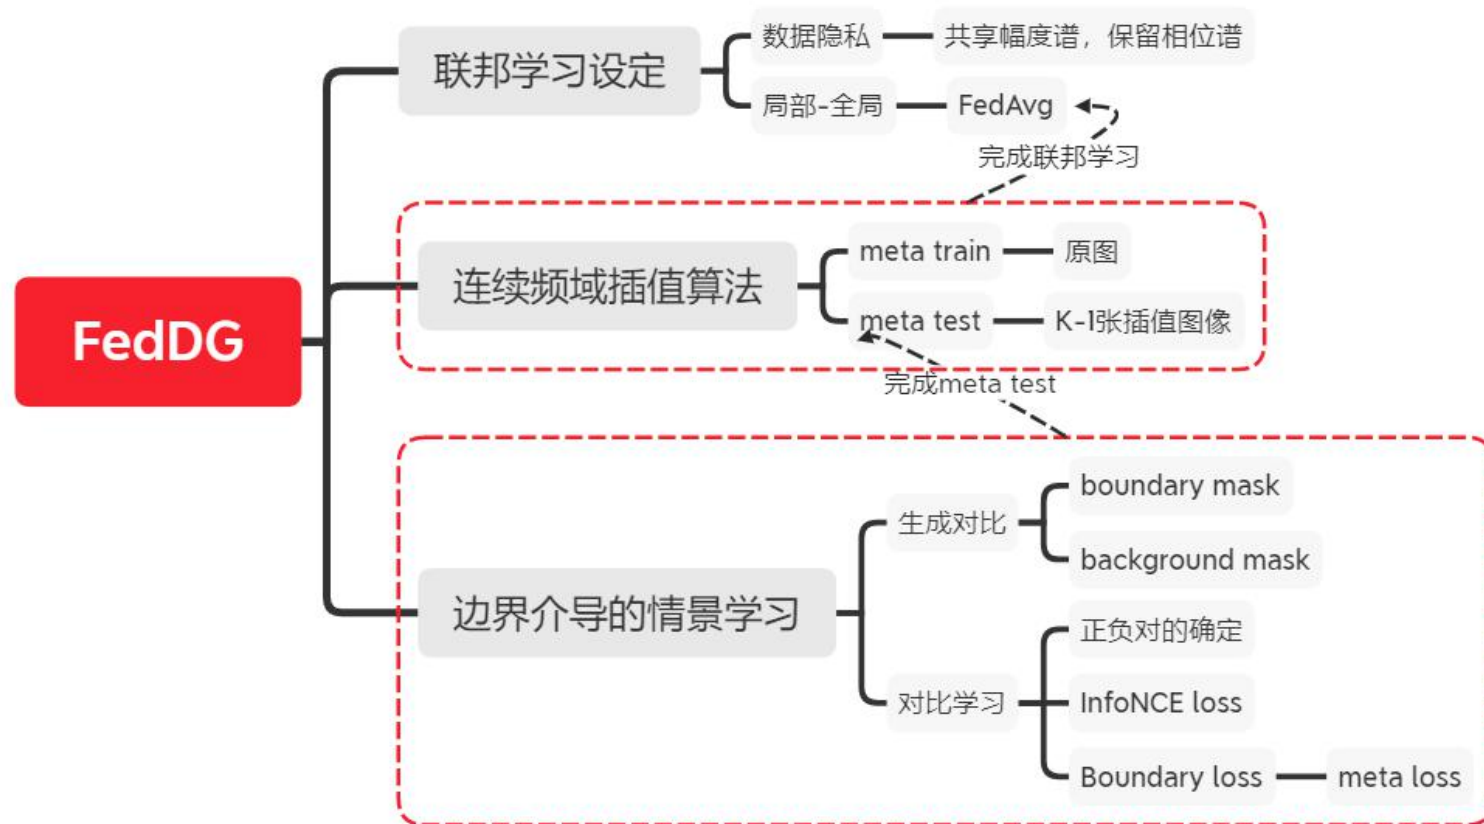 FedDG
联邦学习设定
数据隐私
共享幅度谱，保留相位谱
局部-全局
FedAvg
完成联邦学习
连续频域插值算法
meta train
原图
meta test
K-1张插值图像
完成meta test
边界介导的情景学习
生成对比
boundary mask
background mask
对比学习
正负对的确定
InfoNCE loss
Boundary loss
meta loss